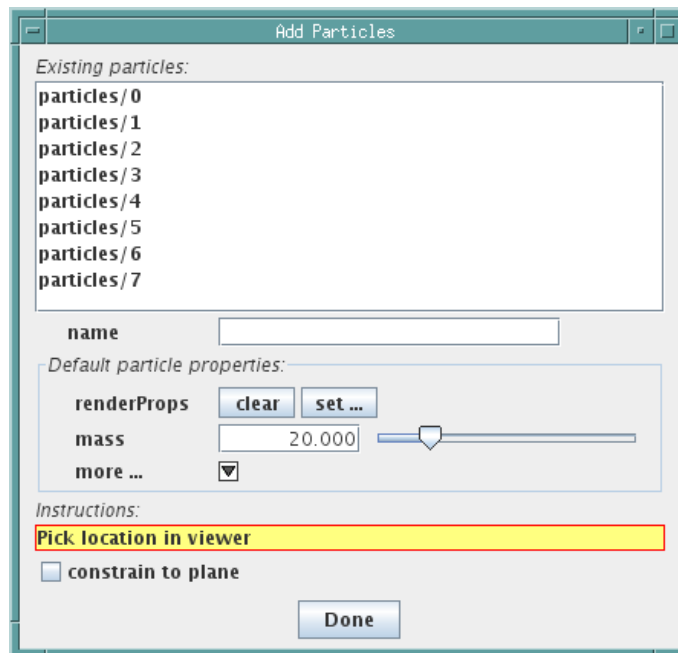 Add Particles
Existing particles:
particles/0
particles/1
particles/2
particles/3
particles/4
particles/5
particles/6
particles/7
name
Default particle properties:
renderProps clear set ...
mass 20.000
more ...
Instructions:
Pick location in viewer
constrain to plane
Done